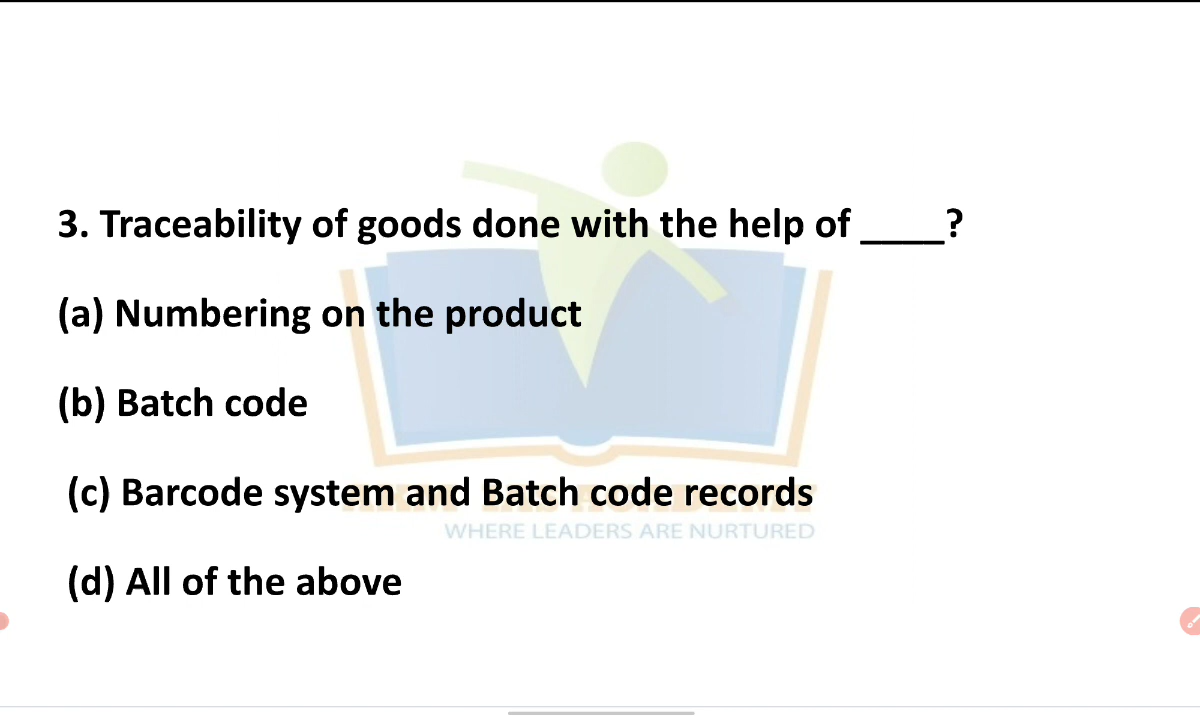 3. Traceability of goods done with the help of ____?
(a) Numbering on the product
(b) Batch code
(c) Barcode system and Batch code records
WHERE LEADERS ARE NURTURED
(d) All of the above